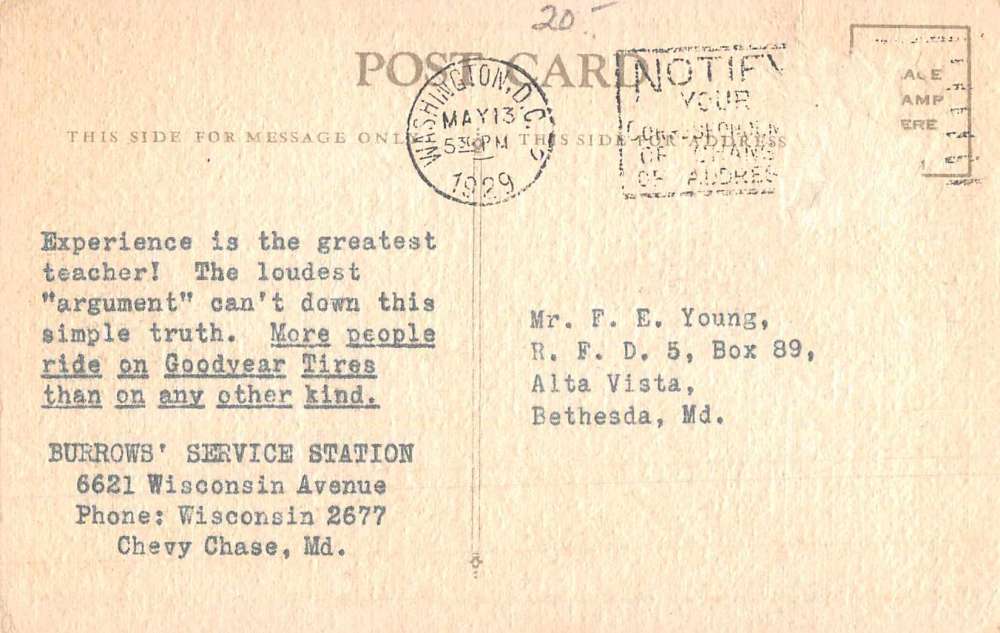 20-
POST CARD
THIS SIDE FOR MESSAGE ONLY
THIS SIDE FOR ADDRESS
WASHINGTON, D.C.
MAY 13
530 PM
1929
NOTIFY
YOUR
OF CHANG
OF ADDRES
ACE
AMP
ERE
Experience is the greatest
teacher! The loudest
"argument" can't down this
simple truth. More people
ride on Goodyear Tires
than on any other kind.
BURROWS' SERVICE STATION
6621 Wisconsin Avenue
Phone: Wisconsin 2677
Chevy Chase, Md.
Mr. F. E. Young,
R. F. D. 5, Box 89,
Alta Vista,
Bethesda, Md.